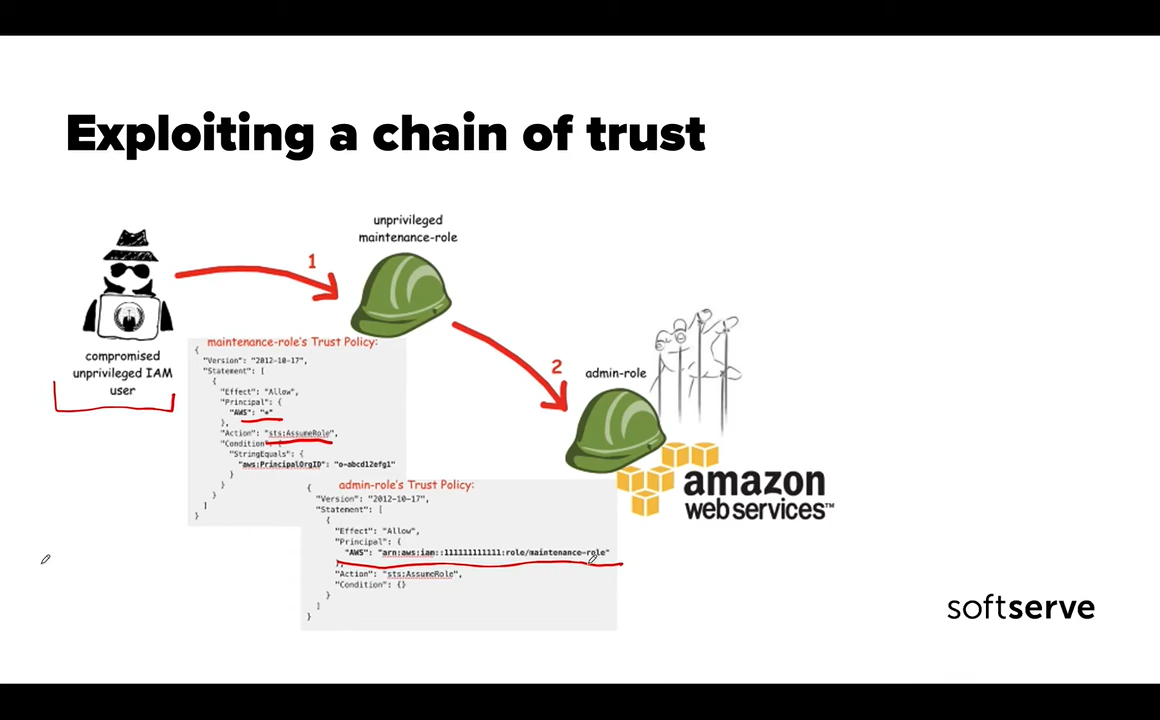 Exploiting a chain of trust
unprivileged
maintenance-role
1
compromised
unprivileged IAM
user
maintenance-role's Trust Policy:
{
"Version": "2012-10-17",
"Statement": [
{
"Effect": "Allow",
"Principal": {
"AWS": "*"
},
"Action": "sts:AssumeRole",
"Condition": {
"StringEquals": {
"aws:PrincipalOrgID": "o-abcd12efg1"
}
}
}
]
}
2
admin-role
admin-role's Trust Policy:
{
"Version": "2012-10-17",
"Statement": [
{
"Effect": "Allow",
"Principal": {
"AWS": "arn:aws:iam::111111111111:role/maintenance-role"
},
"Action": "sts:AssumeRole",
"Condition": {}
}
]
}
amazon
webservices™
softserve